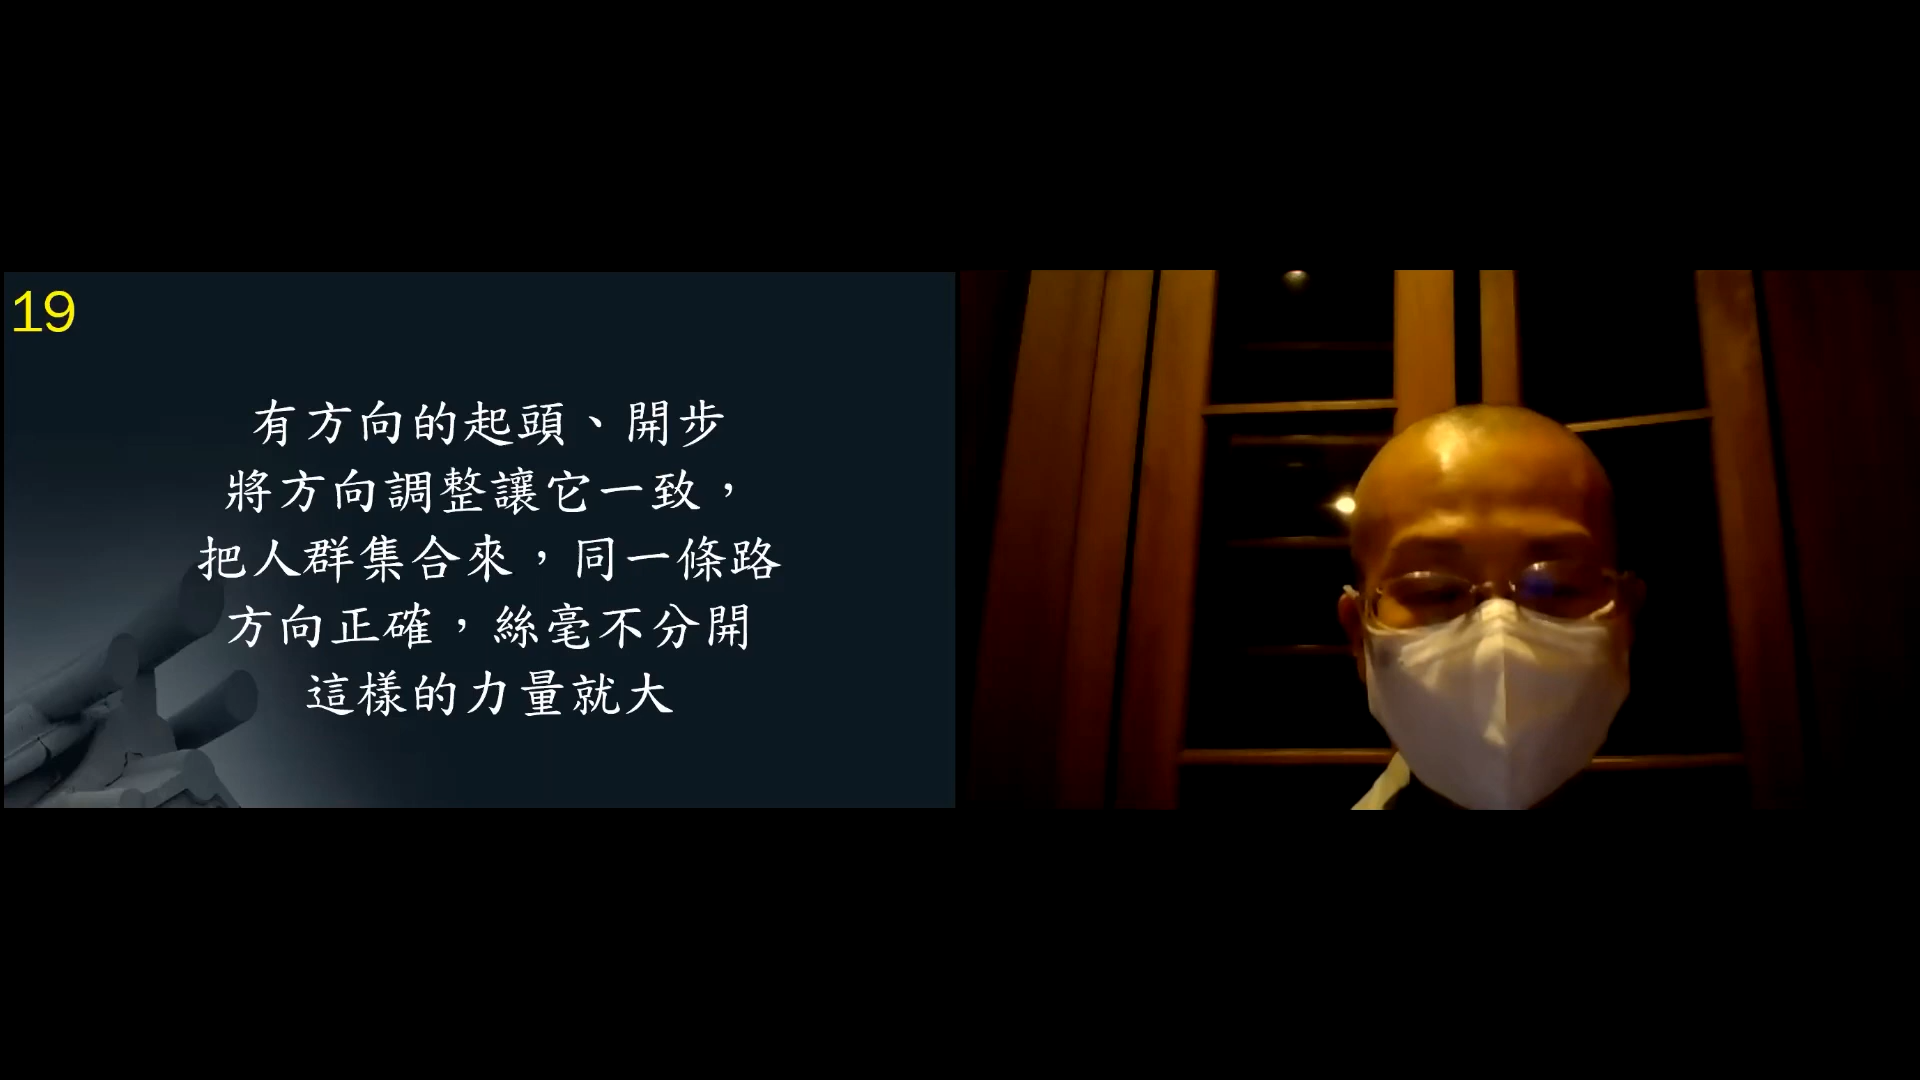 19
有方向的起頭、開步
將方向調整讓它一致，
把人群集合來，同一條路
方向正確，絲毫不分開
這樣的力量就大